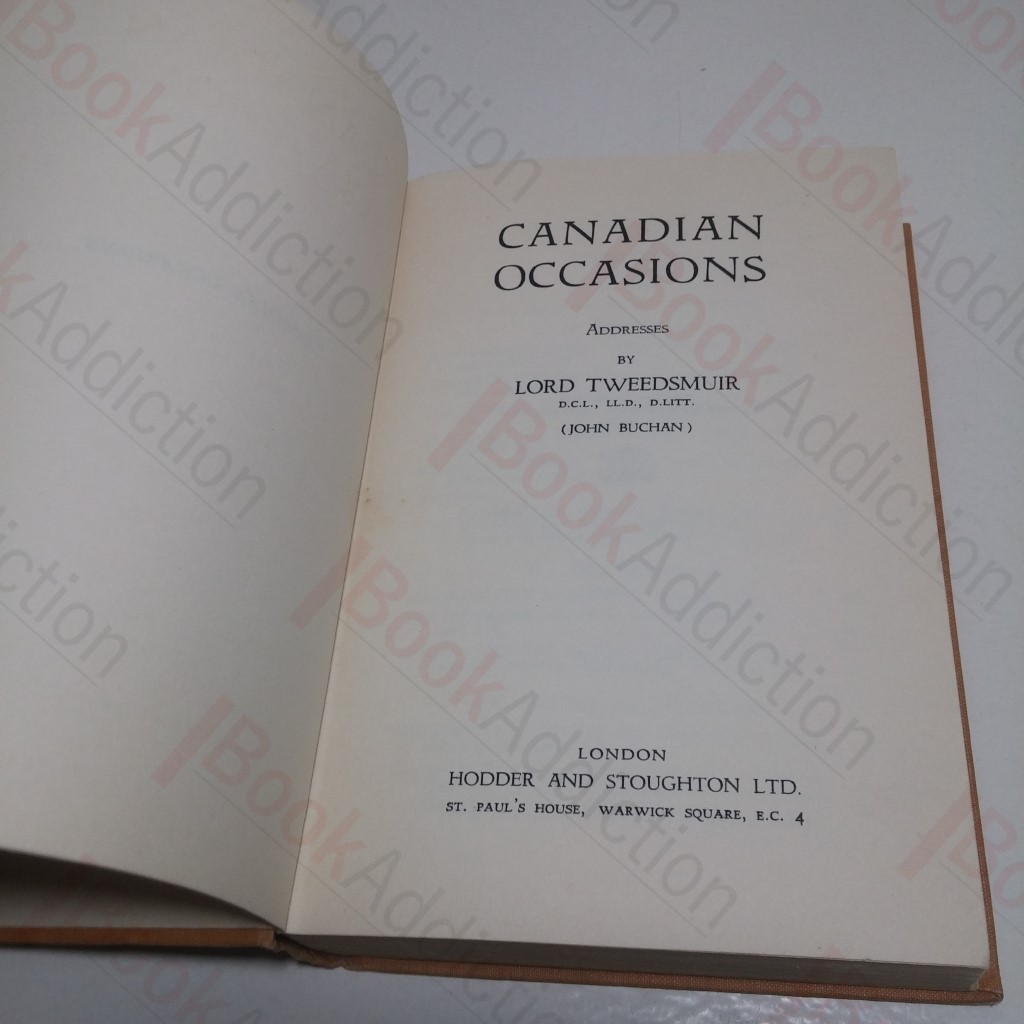 CANADIAN
OCCASIONS
ADDRESSES
BY
LORD TWEEDSMUIR
D.C.L., LL.D., D.LITT.
(JOHN BUCHAN)
LONDON
HODDER AND STOUGHTON LTD.
ST. PAUL'S HOUSE, WARWICK SQUARE, E.C. 4
BookAddiction